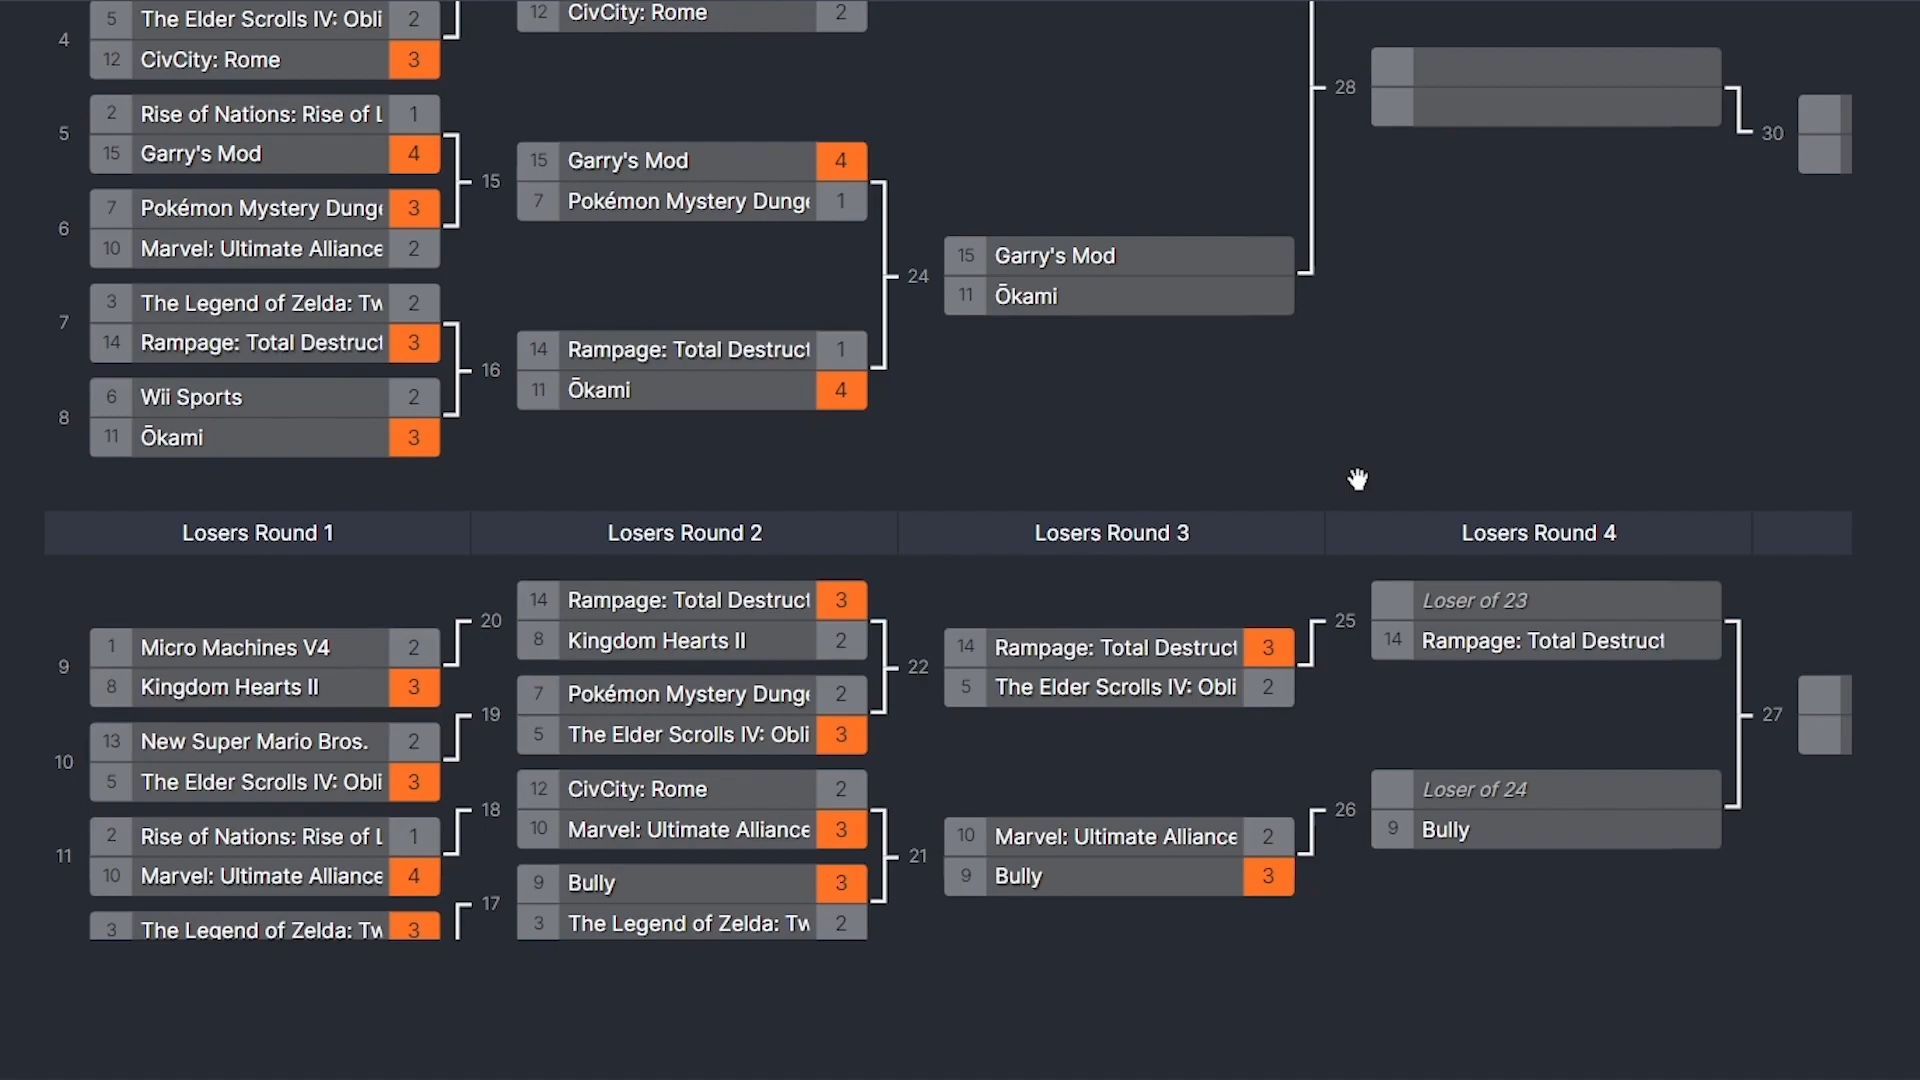 4
5 The Elder Scrolls IV: Obli 2
12 CivCity: Rome 3
5
2 Rise of Nations: Rise of L 1
15 Garry's Mod 4
6
7 Pokémon Mystery Dunge 3
10 Marvel: Ultimate Alliance 2
7
3 The Legend of Zelda: Tw 2
14 Rampage: Total Destruct 3
8
6 Wii Sports 2
11 Ōkami 3
12 CivCity: Rome 2
15
15 Garry's Mod 4
7 Pokémon Mystery Dunge 1
16
14 Rampage: Total Destruct 1
11 Ōkami 4
24
15 Garry's Mod
11 Ōkami
28
30
Losers Round 1
Losers Round 2
Losers Round 3
Losers Round 4
9
1 Micro Machines V4 2
8 Kingdom Hearts II 3
10
13 New Super Mario Bros. 2
5 The Elder Scrolls IV: Obli 3
11
2 Rise of Nations: Rise of L 1
10 Marvel: Ultimate Alliance 4
3 The Legend of Zelda: Tw 3
20
14 Rampage: Total Destruct 3
8 Kingdom Hearts II 2
19
7 Pokémon Mystery Dunge 2
5 The Elder Scrolls IV: Obli 3
18
12 CivCity: Rome 2
10 Marvel: Ultimate Alliance 3
17
9 Bully 3
3 The Legend of Zelda: Tw 2
22
14 Rampage: Total Destruct 3
5 The Elder Scrolls IV: Obli 2
21
10 Marvel: Ultimate Alliance 2
9 Bully 3
25
Loser of 23
14 Rampage: Total Destruct
26
Loser of 24
9 Bully
27